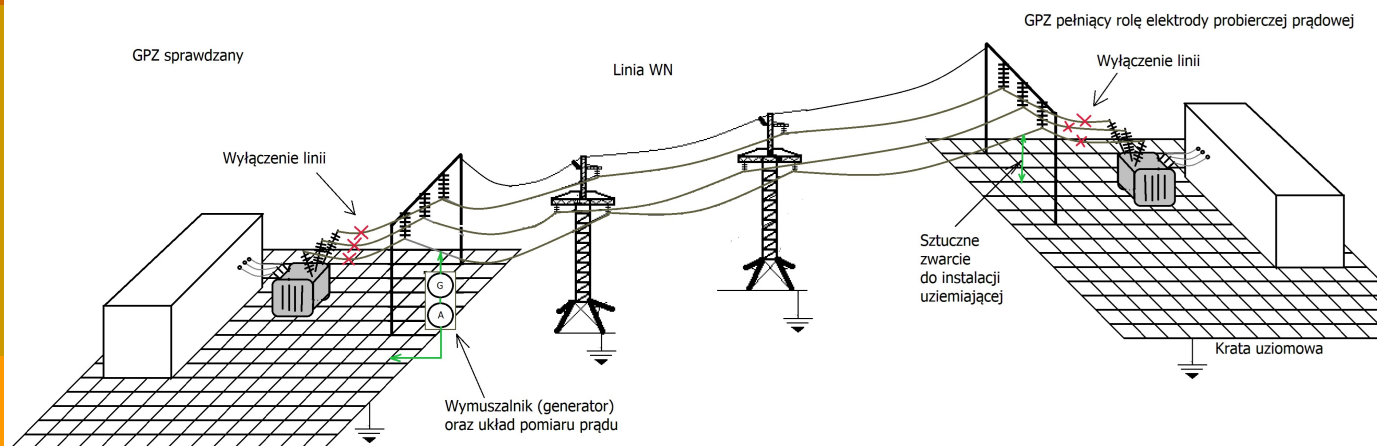 GPZ pełniący rolę elektrody probierczej prądowej
GPZ sprawdzany
Linia WN
Wyłączenie linii
Wyłączenie linii
Sztuczne
zwarcie
do instalacji
uziemiającej
G
A
Krata uziomowa
Wymuszalnik (generator)
oraz układ pomiaru prądu